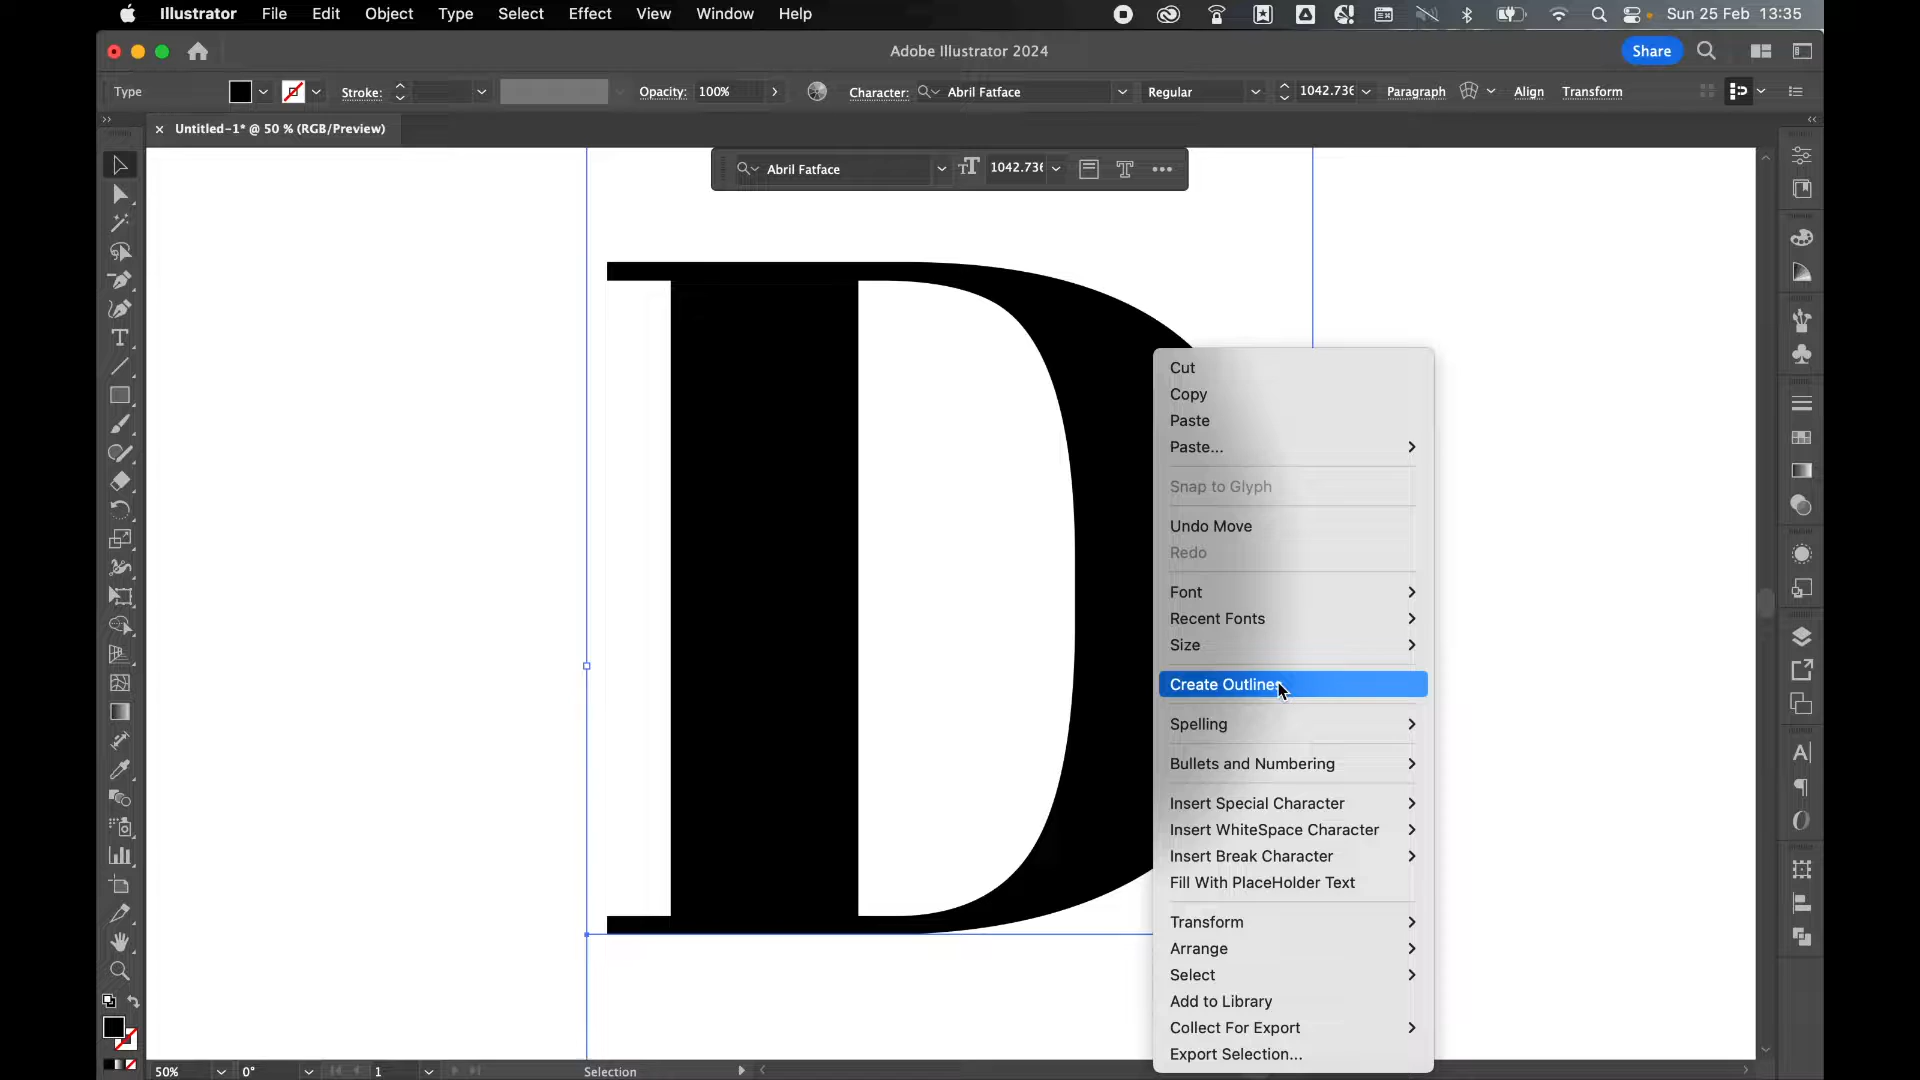 Illustrator File Edit Object Type Select Effect View Window Help Sun 25 Feb 13:35
Adobe Illustrator 2024 Share
Type Stroke: Opacity: 100% Character: Abril Fatface Regular 1042.736 Paragraph Align Transform
× Untitled-1* @ 50 % (RGB/Preview)
Abril Fatface 1042.736
D
Cut
Copy
Paste
Paste...
Snap to Glyph
Undo Move
Redo
Font
Recent Fonts
Size
Create Outlines
Spelling
Bullets and Numbering
Insert Special Character
Insert WhiteSpace Character
Insert Break Character
Fill With PlaceHolder Text
Transform
Arrange
Select
Add to Library
Collect For Export
Export Selection...
50% 0° 1 Selection